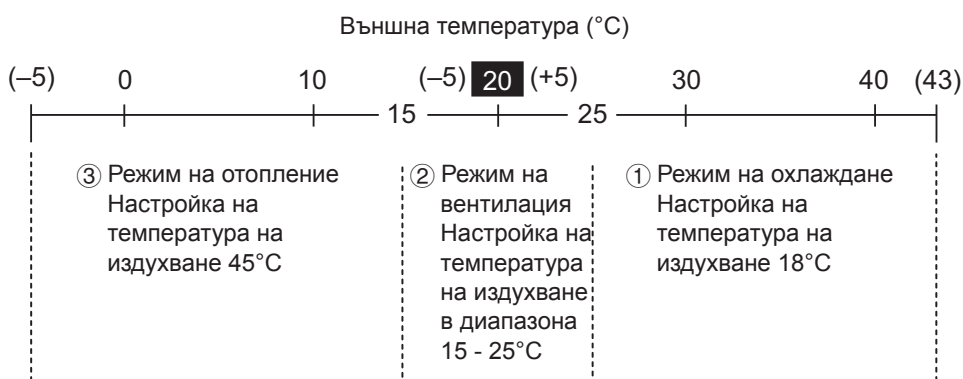 Външна температура (°C)
(–5) 0 10 (–5) 20 (+5) 30 40 (43)
15 25
③ Режим на отопление
Настройка на
температура на
издухване 45°C
② Режим на
вентилация
Настройка на
температура
на издухване
в диапазона
15 - 25°C
① Режим на охлаждане
Настройка на
температура на
издухване 18°C